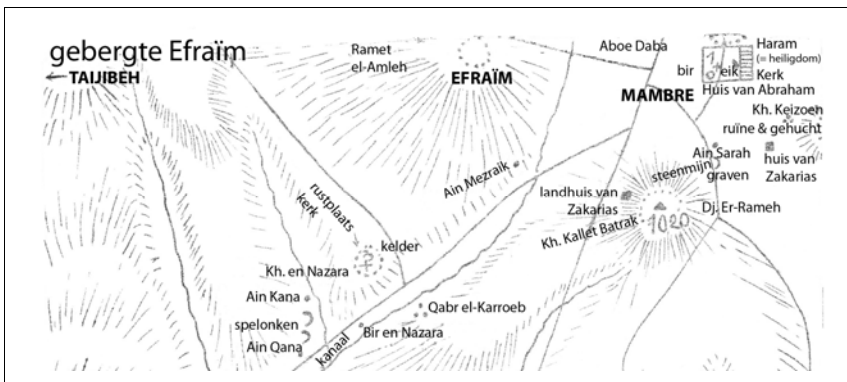 gebergte Efraïm
← TAIJIBEH
Ramet
el-Amleh
EFRAÏM
Aboe Daba
bir
eik
Haram
(= heiligdom)
Kerk
MAMBRE
Huis van Abraham
Kh. Keizoen
ruïne & gehucht
Ain Sarah
graven
steenmijn
huis van
Zakarias
Ain Mezraik
landhuis van
Zakarias
1020
Dj. Er-Rameh
Kh. Kallet Batrak
rustplaats
kerk
kelder
Kh. en Nazara
Ain Kana
spelonken
Ain Qana
kanaal
Bir en Nazara
Qabr el-Karroeb